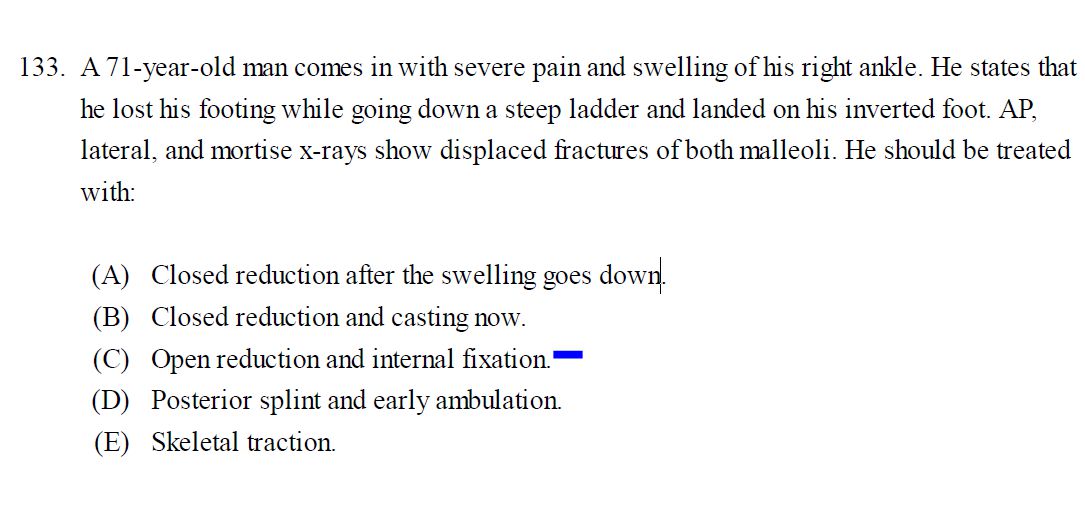 133. A 71-year-old man comes in with severe pain and swelling of his right ankle. He states that
he lost his footing while going down a steep ladder and landed on his inverted foot. AP,
lateral, and mortise x-rays show displaced fractures of both malleoli. He should be treated
with:
(A) Closed reduction after the swelling goes down.
(B) Closed reduction and casting now.
(C) Open reduction and internal fixation.
(D) Posterior splint and early ambulation.
(E) Skeletal traction.